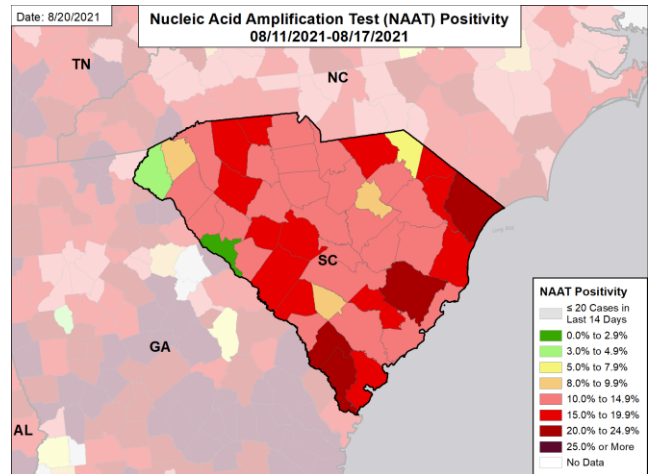 Date: 8/20/2021
Nucleic Acid Amplification Test (NAAT) Positivity
08/11/2021-08/17/2021
TN
NC
SC
GA
AL
NAAT Positivity
≤ 20 Cases in
Last 14 Days
0.0% to 2.9%
3.0% to 4.9%
5.0% to 7.9%
8.0% to 9.9%
10.0% to 14.9%
15.0% to 19.9%
20.0% to 24.9%
25.0% or More
No Data